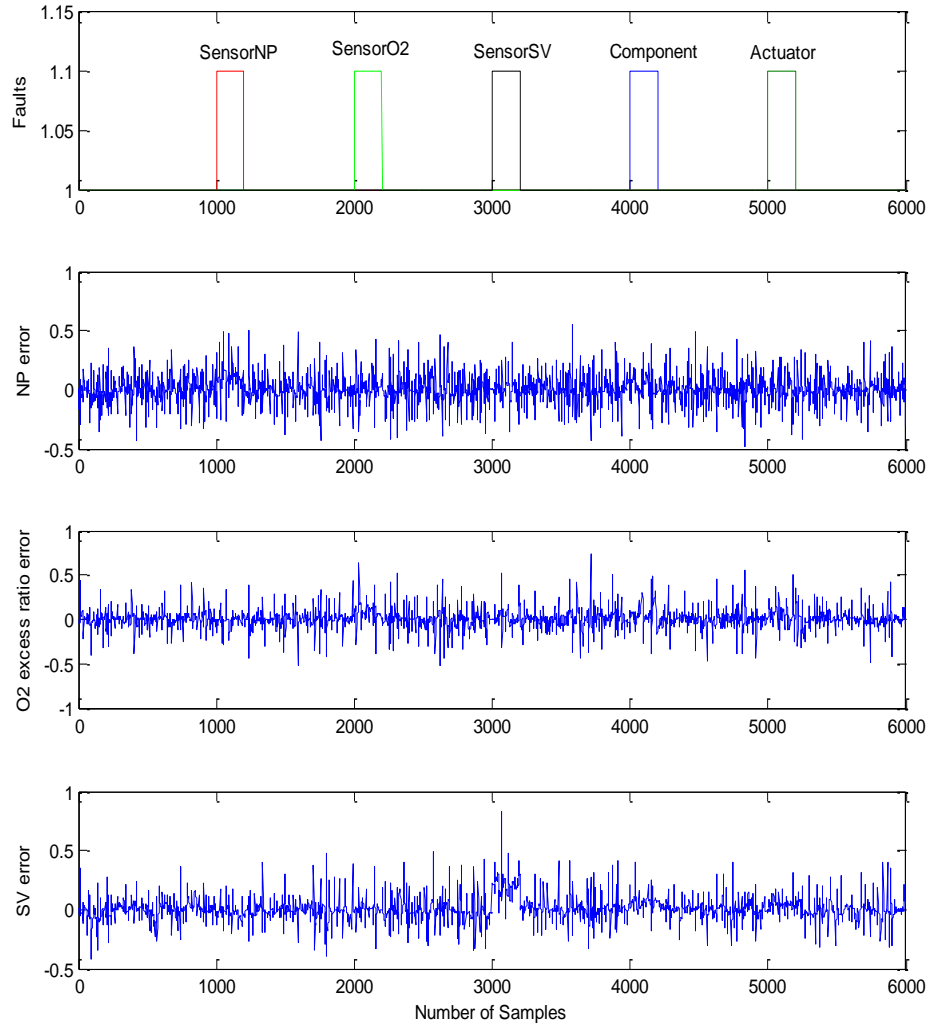 1.15
SensorNP SensorO2 SensorSV Component Actuator
1.1
Faults
1.05
1
0 1000 2000 3000 4000 5000 6000
1
0.5
NP error
0
-0.5
0 1000 2000 3000 4000 5000 6000
1
0.5
O2 excess ratio error
0
-0.5
-1
0 1000 2000 3000 4000 5000 6000
1
0.5
SV error
0
-0.5
0 1000 2000 3000 4000 5000 6000
Number of Samples